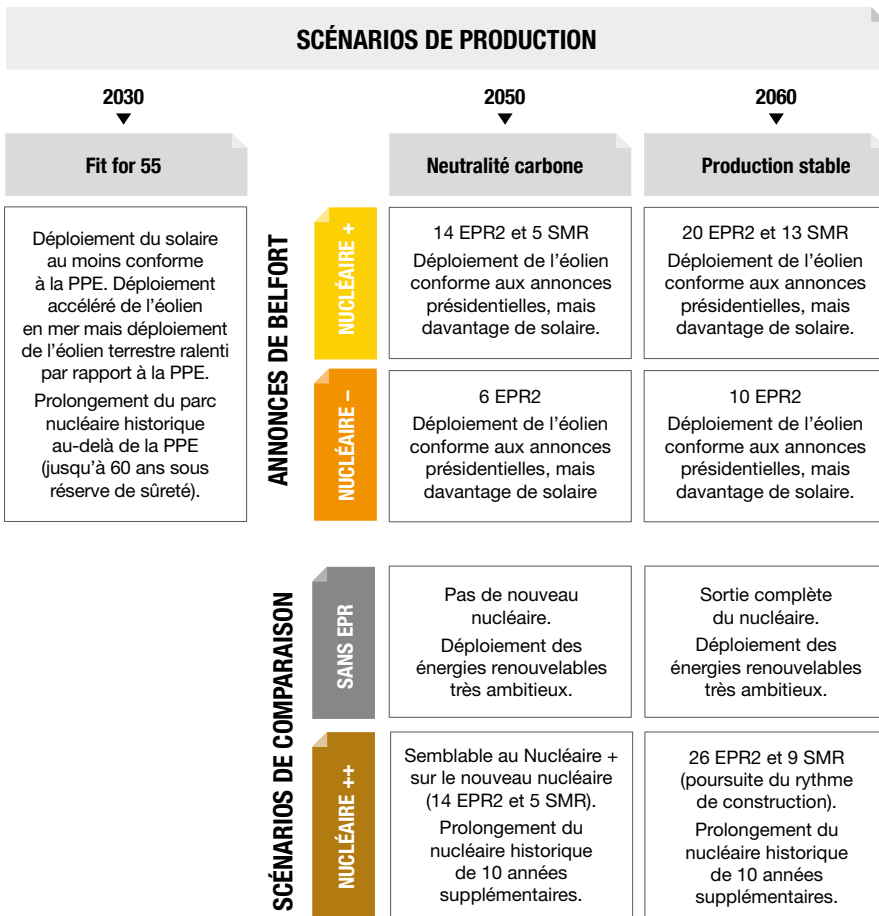 SCÉNARIOS DE PRODUCTION
2030
2050
2060
Fit for 55
Neutralité carbone
Production stable
Déploiement du solaire
au moins conforme
à la PPE. Déploiement
accéléré de l’éolien
en mer mais déploiement
de l’éolien terrestre ralenti
par rapport à la PPE.
Prolongement du parc
nucléaire historique
au-delà de la PPE
(jusqu’à 60 ans sous
réserve de sûreté).
ANNONCES DE BELFORT
NUCLÉAIRE +
14 EPR2 et 5 SMR
Déploiement de l’éolien
conforme aux annonces
présidentielles, mais
davantage de solaire.
20 EPR2 et 13 SMR
Déploiement de l’éolien
conforme aux annonces
présidentielles, mais
davantage de solaire.
NUCLÉAIRE –
6 EPR2
Déploiement de l’éolien
conforme aux annonces
présidentielles, mais
davantage de solaire
10 EPR2
Déploiement de l’éolien
conforme aux annonces
présidentielles, mais
davantage de solaire.
SCÉNARIOS DE COMPARAISON
SANS EPR
Pas de nouveau
nucléaire.
Déploiement des
énergies renouvelables
très ambitieux.
Sortie complète
du nucléaire.
Déploiement des
énergies renouvelables
très ambitieux.
NUCLÉAIRE ++
Semblable au Nucléaire +
sur le nouveau nucléaire
(14 EPR2 et 5 SMR).
Prolongement du
nucléaire historique
de 10 années
supplémentaires.
26 EPR2 et 9 SMR
(poursuite du rythme
de construction).
Prolongement du
nucléaire historique
de 10 années
supplémentaires.